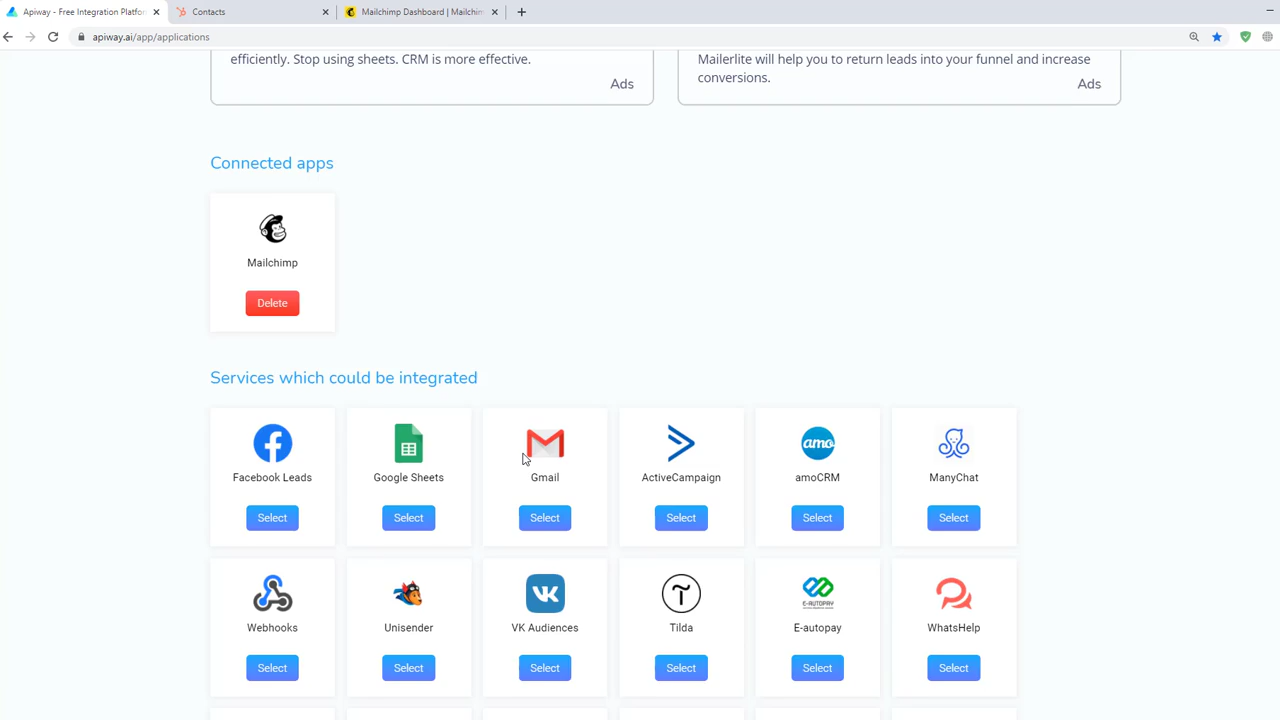 Apiway - Free Integration Platfo
Contacts
Mailchimp Dashboard | Mailchim
apiway.ai/app/applications
efficiently. Stop using sheets. CRM is more effective.
Ads
Mailerlite will help you to return leads into your funnel and increase
conversions.
Ads
Connected apps
Mailchimp
Delete
Services which could be integrated
Facebook Leads
Google Sheets
Gmail
ActiveCampaign
amo
amoCRM
ManyChat
Select
Select
Select
Select
Select
Select
Webhooks
Unisender
VK Audiences
Tilda
E-AUTOPAY
E-autopay
WhatsHelp
Select
Select
Select
Select
Select
Select